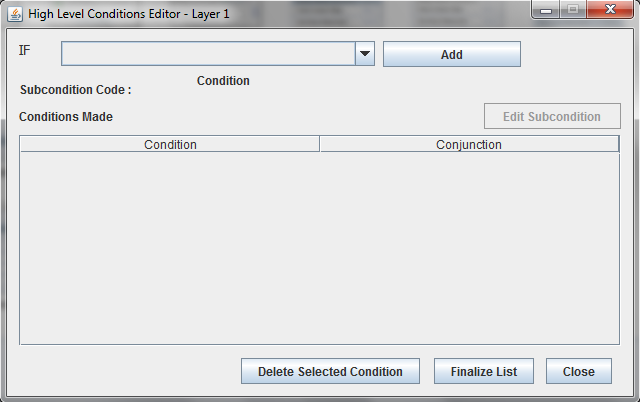 High Level Conditions Editor - Layer 1
IF
Add
Condition
Subcondition Code :
Conditions Made
Edit Subcondition
Condition Conjunction
Delete Selected Condition Finalize List Close